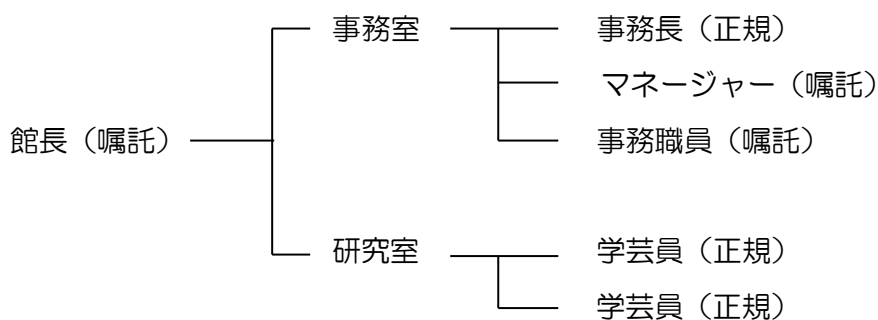 事務室 事務長（正規）
マネージャー（嘱託）
館長（嘱託） 事務職員（嘱託）
研究室 学芸員（正規）
学芸員（正規）